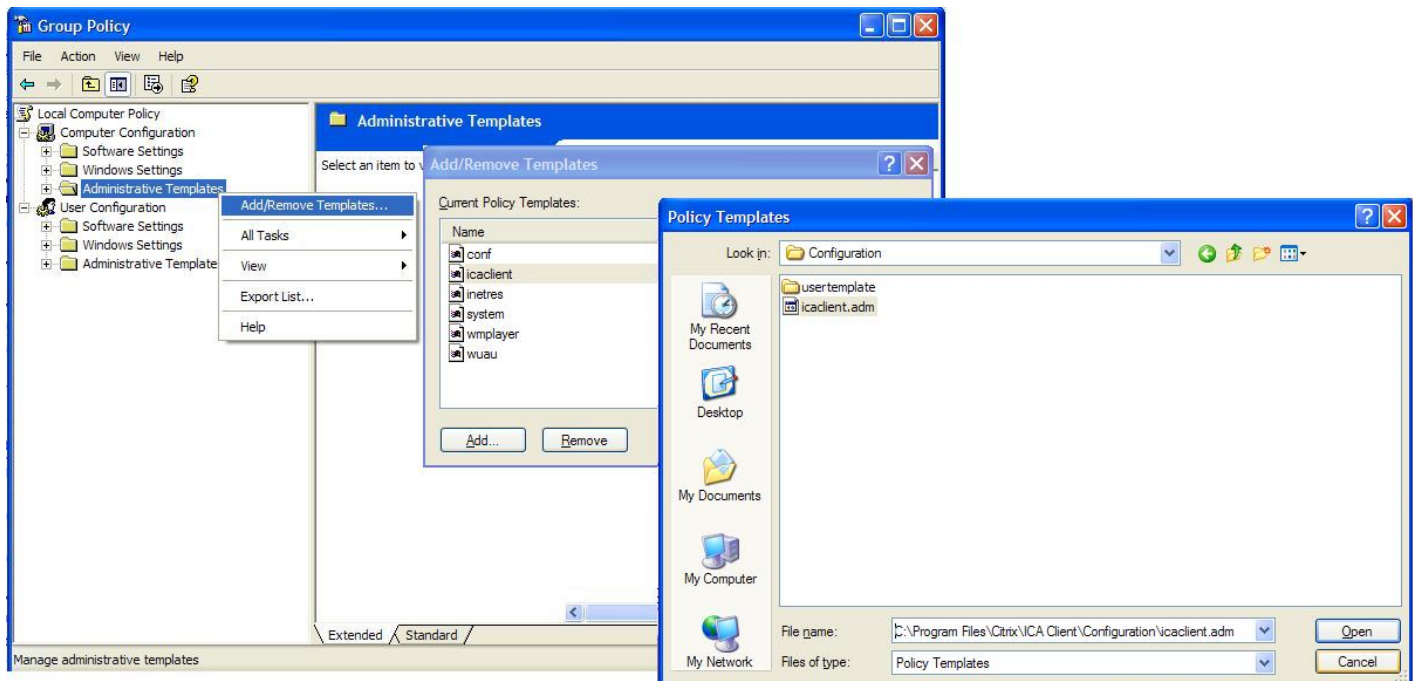 Group Policy
File Action View Help
Local Computer Policy
Computer Configuration
Software Settings
Windows Settings
Administrative Templates
User Configuration
Software Settings
Windows Settings
Administrative Template
Administrative Templates
Select an item to v
Add/Remove Templates...
All Tasks
View
Export List...
Help
Extended
Standard
Manage administrative templates
Add/Remove Templates
Current Policy Templates:
Name
conf
icaclient
inetres
system
wmplayer
wuau
Add...
Remove
Policy Templates
Look in:
Configuration
usertemplate
icaclient.adm
My Recent
Documents
Desktop
My Documents
My Computer
My Network
File name:
C:\Program Files\Citrix\ICA Client\Configuration\icaclient.adm
Open
Files of type:
Policy Templates
Cancel